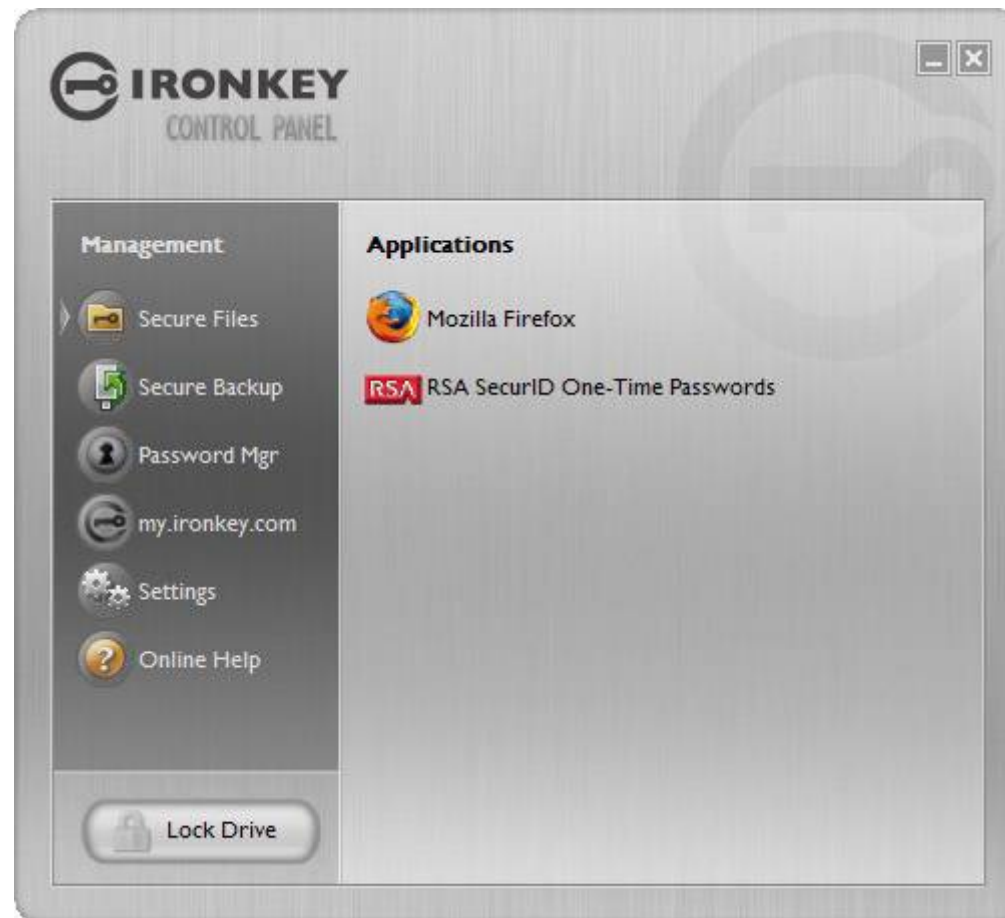 IRONKEY
CONTROL PANEL
Management
Secure Files
Secure Backup
Password Mgr
my.ironkey.com
Settings
Online Help
Lock Drive
Applications
Mozilla Firefox
RSA RSA SecurID One-Time Passwords